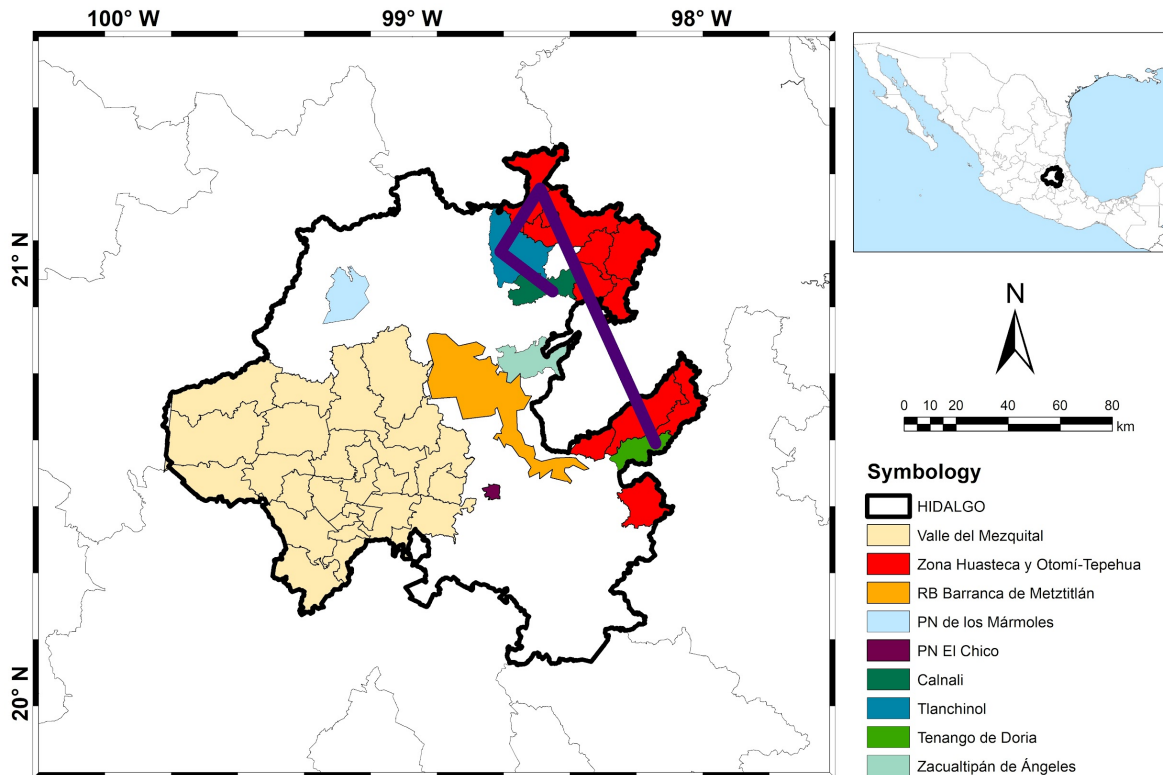 100° W 99° W 98° W
21° N
20° N
N
0 10 20 40 60 80
km
Symbology
HIDALGO
Valle del Mezquital
Zona Huasteca y Otomí-Tepehua
RB Barranca de Metztitlán
PN de los Mármoles
PN El Chico
Calnali
Tlanchinol
Tenango de Doria
Zacualtipán de Ángeles